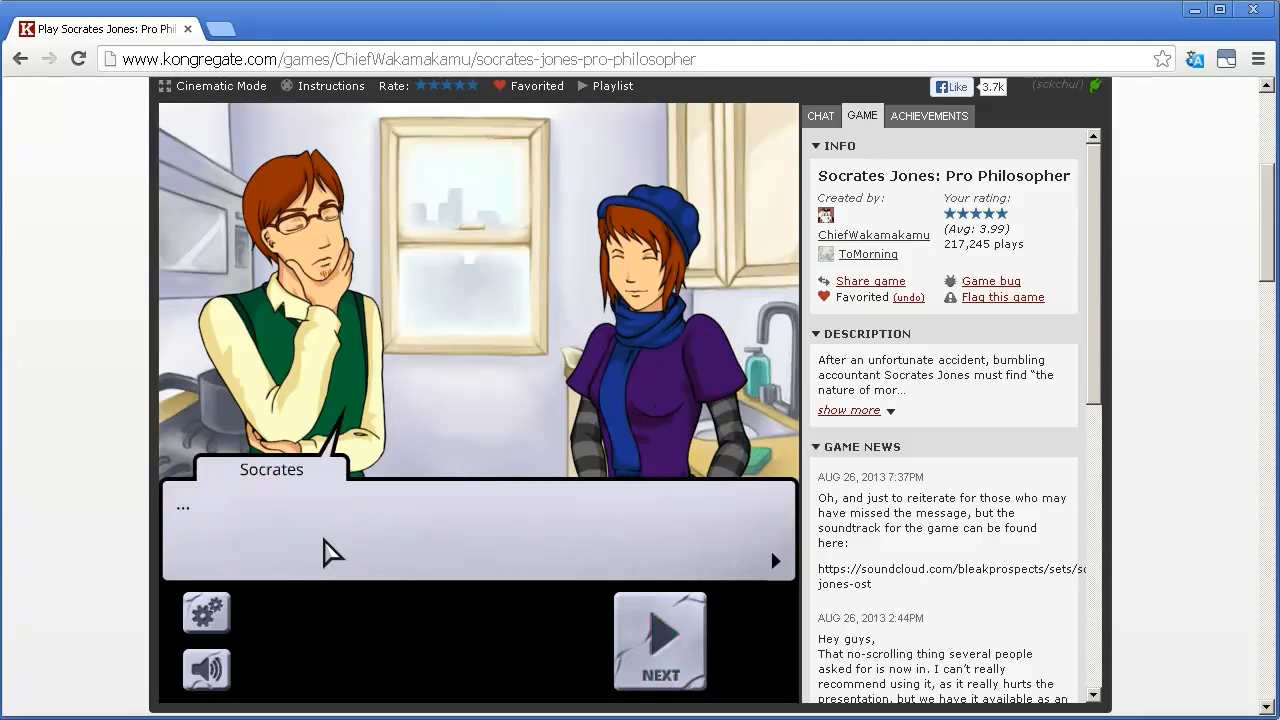 Play Socrates Jones: Pro Phil
www.kongregate.com/games/ChiefWakamakamu/socrates-jones-pro-philosopher
Cinematic Mode Instructions Rate: Favorited Playlist
Like 3.7k (sckchui)
CHAT GAME ACHIEVEMENTS
INFO
Socrates Jones: Pro Philosopher
Created by: Your rating:
ChiefWakamakamu (Avg: 3.99)
217,245 plays
ToMorning
Share game Game bug
Favorited (undo) Flag this game
DESCRIPTION
After an unfortunate accident, bumbling
accountant Socrates Jones must find “the
nature of mor...
show more
GAME NEWS
AUG 26, 2013 7:37PM
Oh, and just to reiterate for those who may
have missed the message, but the
soundtrack for the game can be found
here:
https://soundcloud.com/bleakprospects/sets/so
jones-ost
AUG 26, 2013 2:44PM
Hey guys,
That no-scrolling thing several people
asked for is now in. I can't really
recommend using it, as it really hurts the
presentation, but we have it available as an
Socrates
...
NEXT